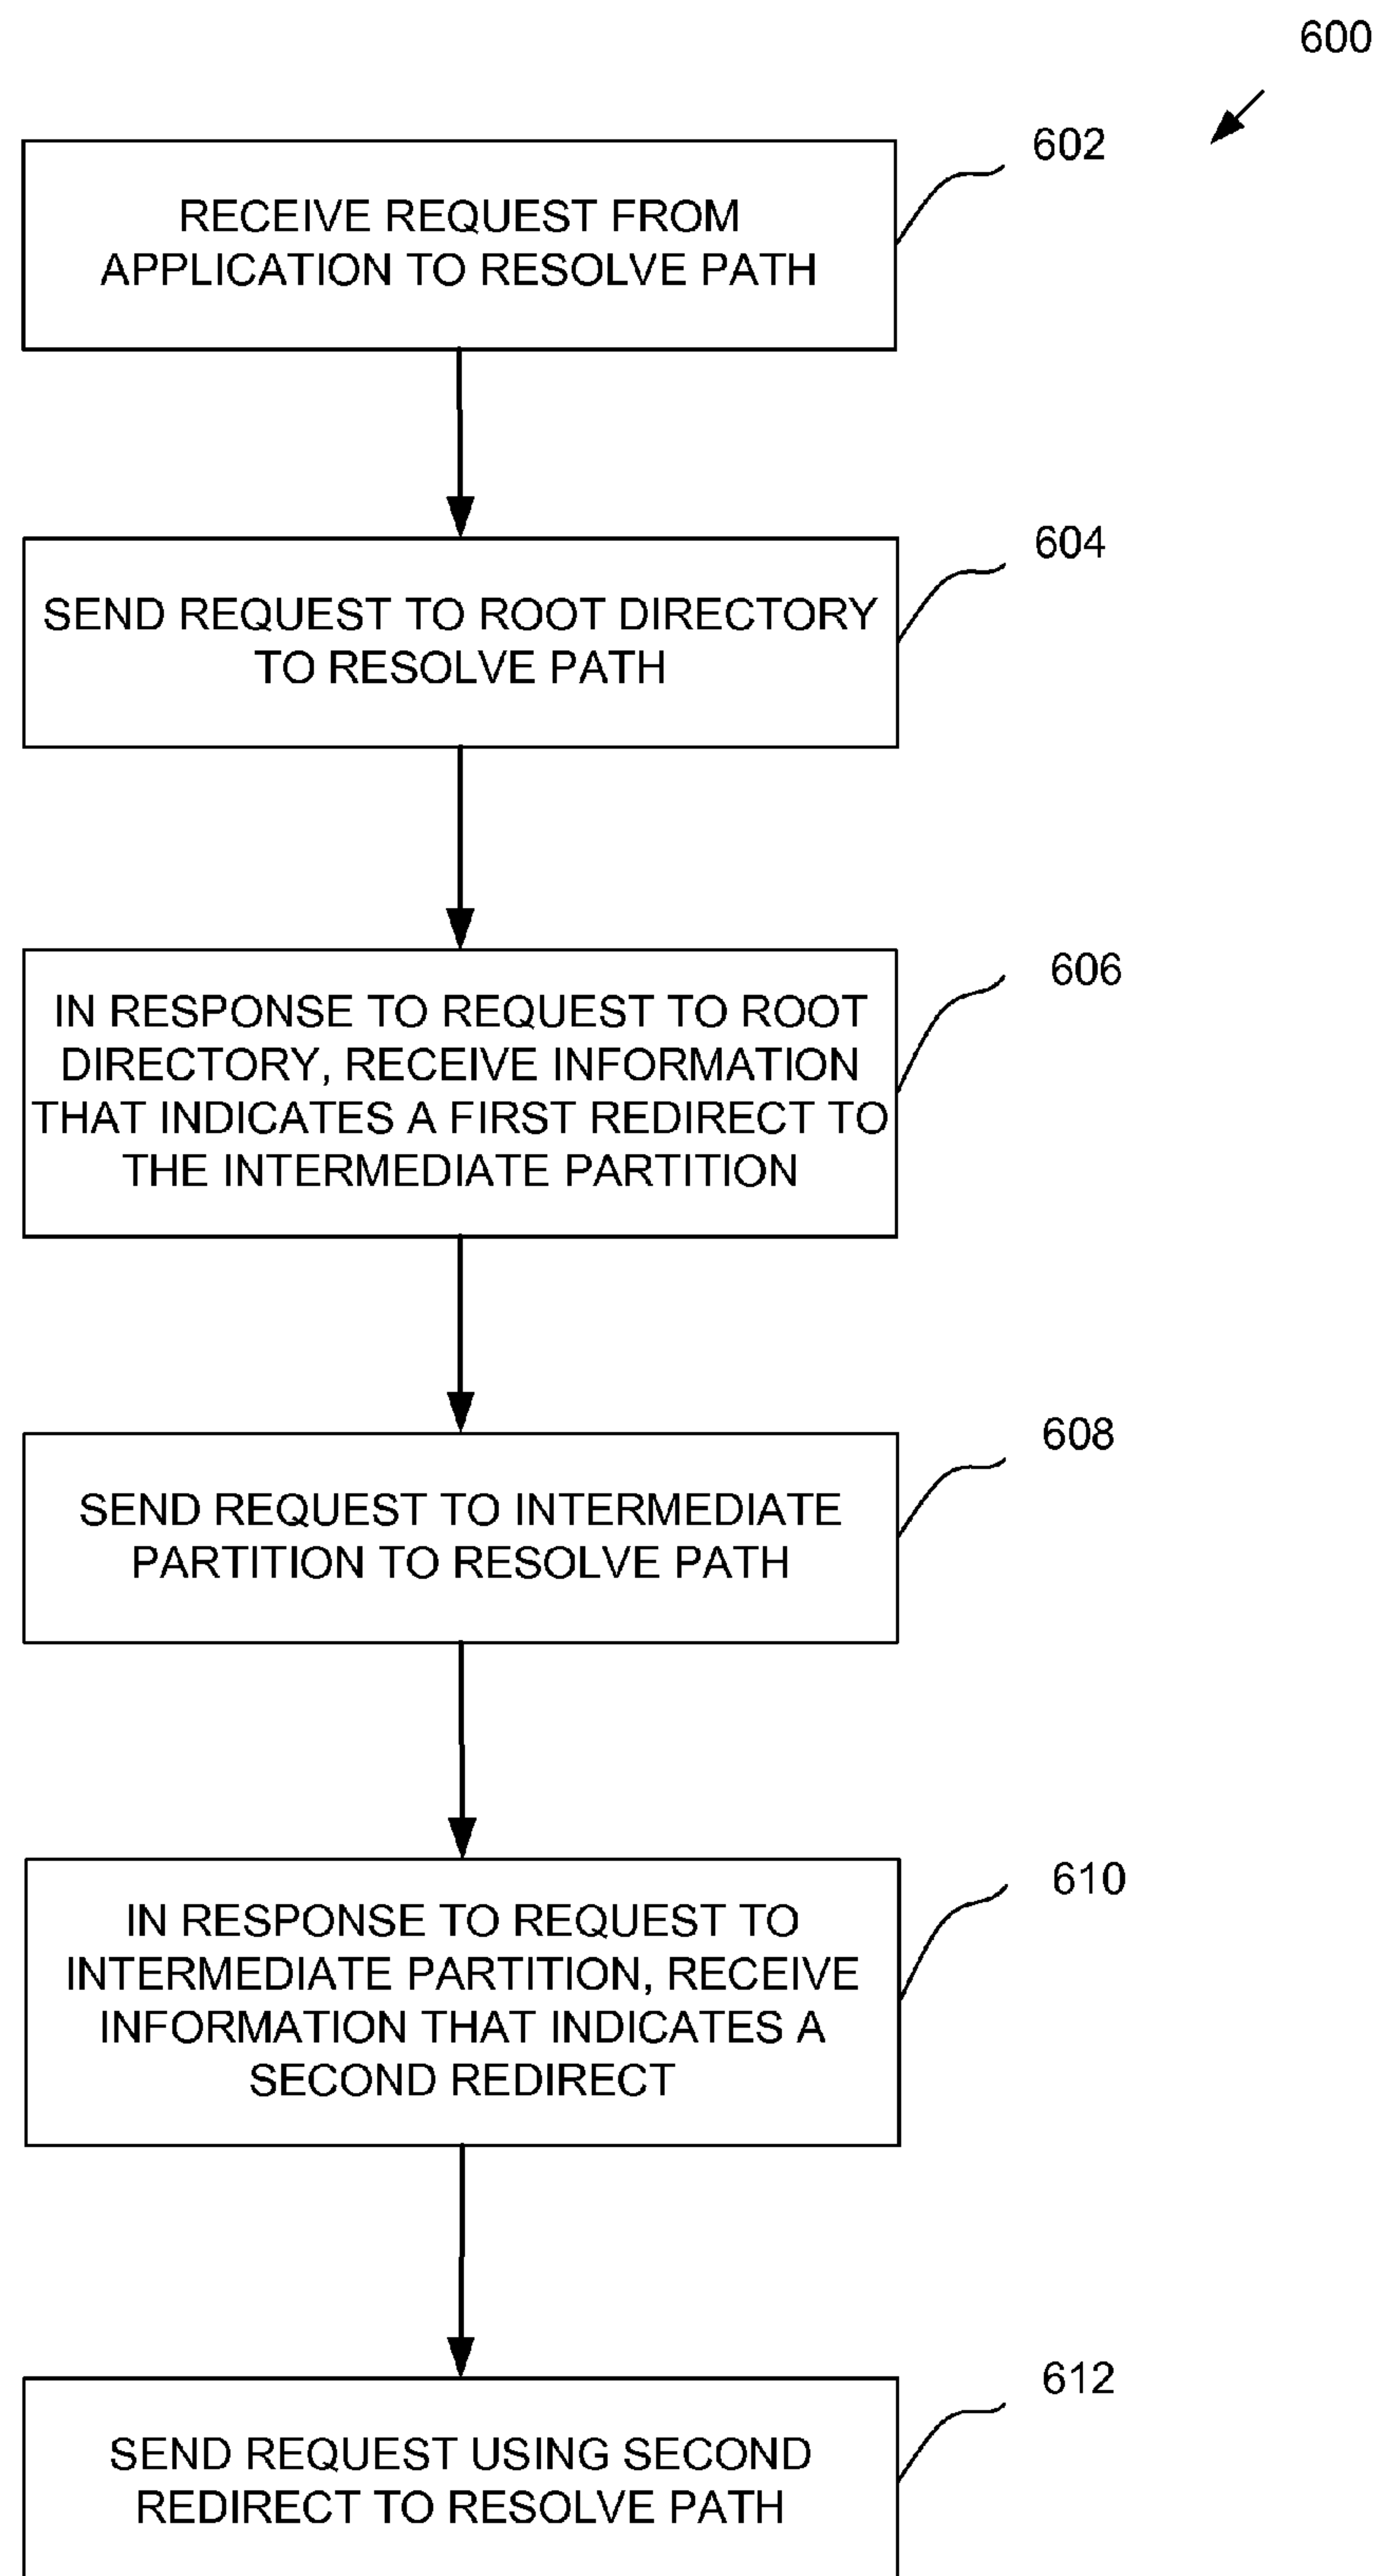 600
602
RECEIVE REQUEST FROM
APPLICATION TO RESOLVE PATH
604
SEND REQUEST TO ROOT DIRECTORY
TO RESOLVE PATH
606
IN RESPONSE TO REQUEST TO ROOT
DIRECTORY, RECEIVE INFORMATION
THAT INDICATES A FIRST REDIRECT TO
THE INTERMEDIATE PARTITION
608
SEND REQUEST TO INTERMEDIATE
PARTITION TO RESOLVE PATH
610
IN RESPONSE TO REQUEST TO
INTERMEDIATE PARTITION, RECEIVE
INFORMATION THAT INDICATES A
SECOND REDIRECT
612
SEND REQUEST USING SECOND
REDIRECT TO RESOLVE PATH